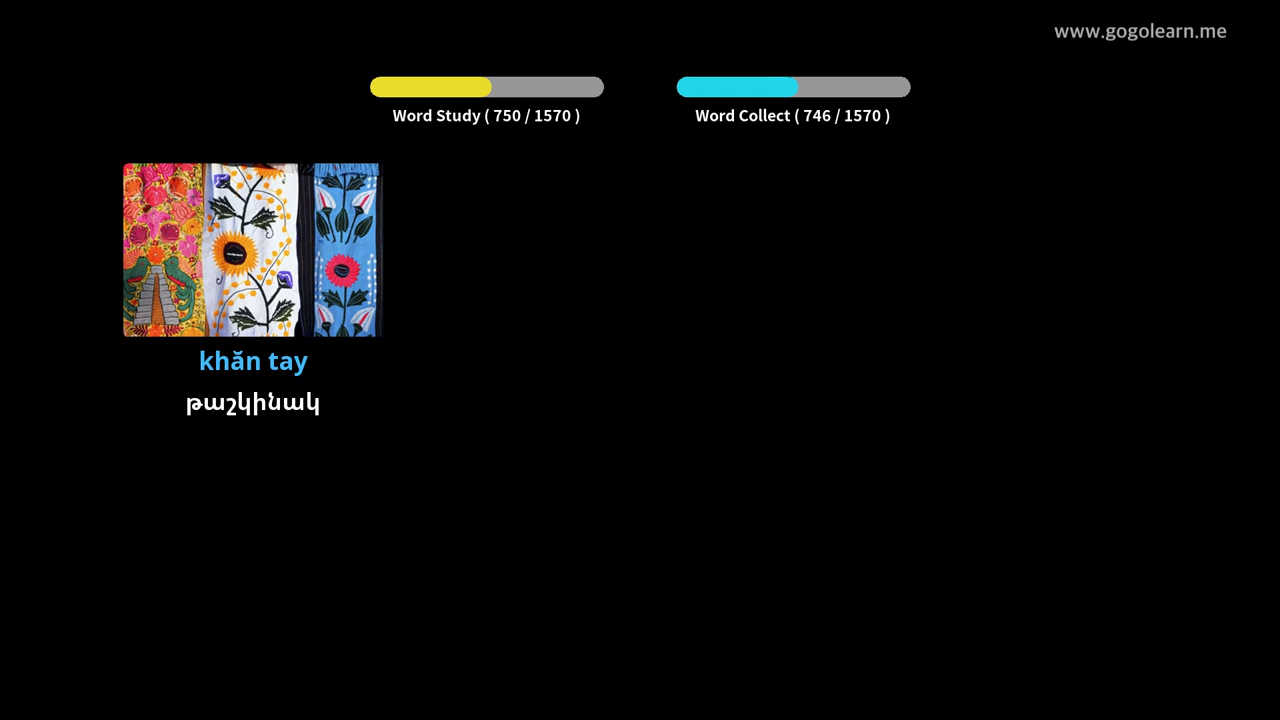 www.gogolearn.me
Word Study ( 750 / 1570 )
Word Collect ( 746 / 1570 )
khăn tay
թաշկինակ